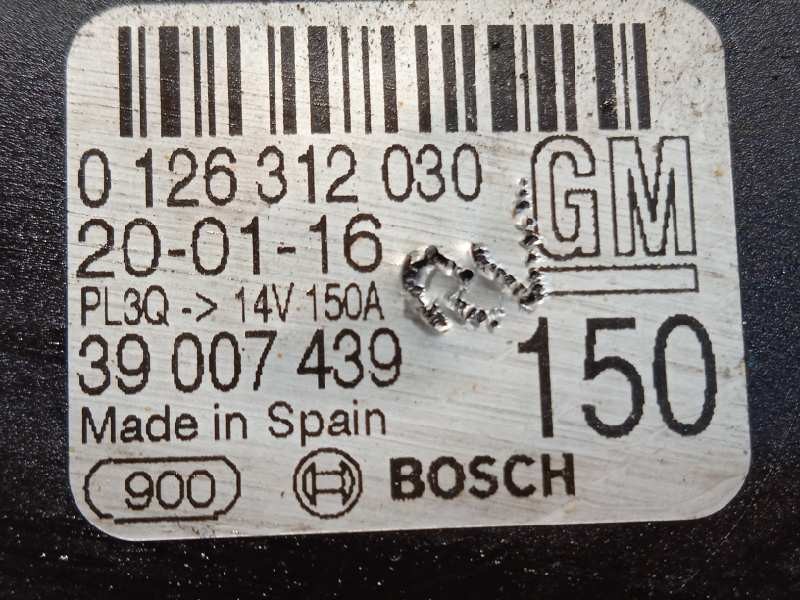 0 126 312 030
GM
20-01-16
PL3Q -> 14V 150A
39 007 439
150
Made in Spain
900
BOSCH